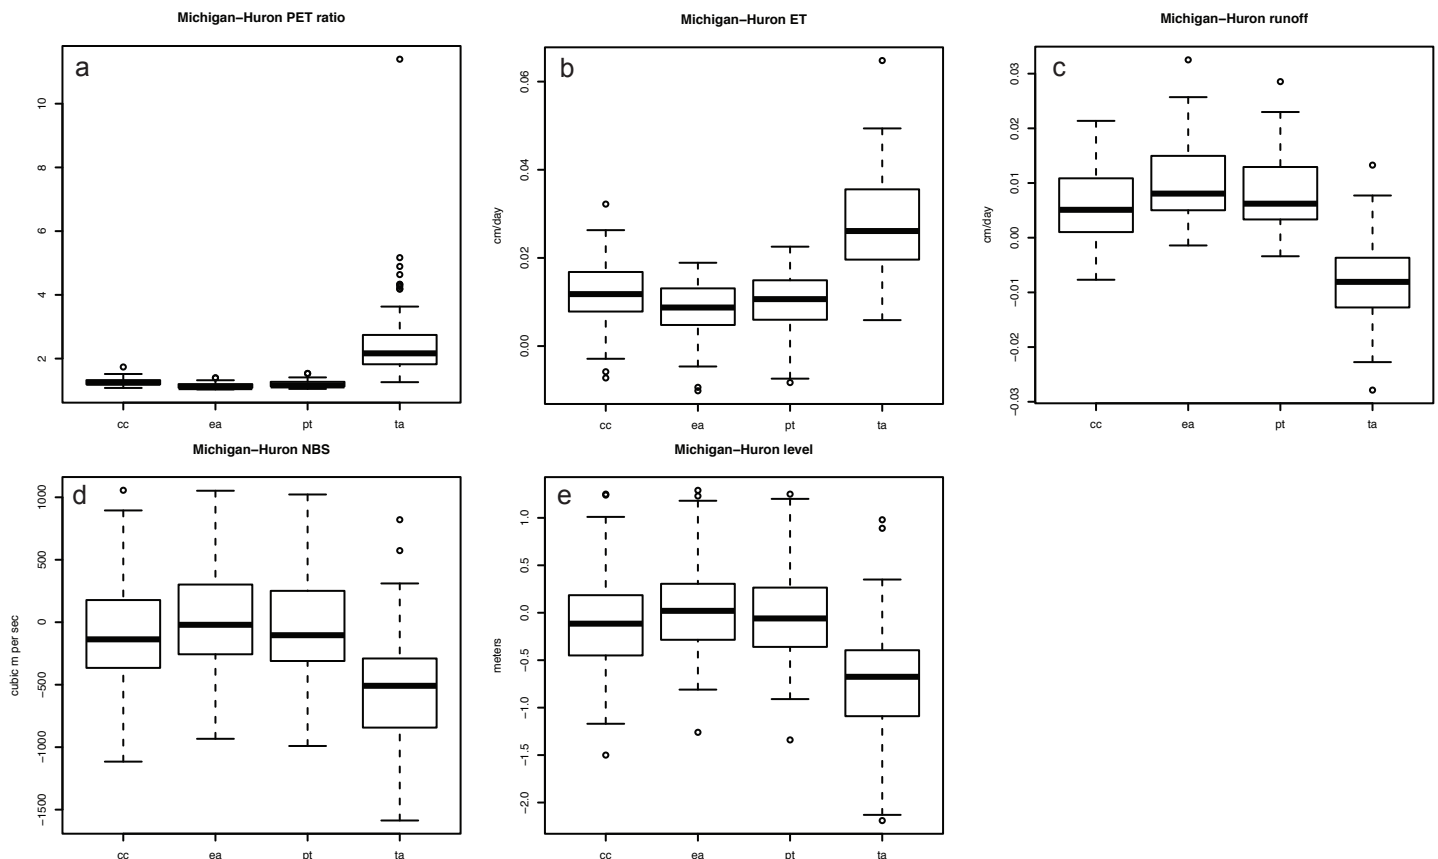 Michigan−Huron PET ratio
a
10
8
6
4
2
cc ea pt ta
Michigan−Huron ET
b
cm/day
0.06
0.04
0.02
0.00
cc ea pt ta
Michigan−Huron runoff
c
cm/day
0.03
0.02
0.01
0.00
−0.01
−0.02
−0.03
cc ea pt ta
Michigan−Huron NBS
d
cubic m per sec
1000
500
0
−500
−1000
−1500
cc ea pt ta
Michigan−Huron level
e
meters
1.0
0.5
0.0
−0.5
−1.0
−1.5
−2.0
cc ea pt ta